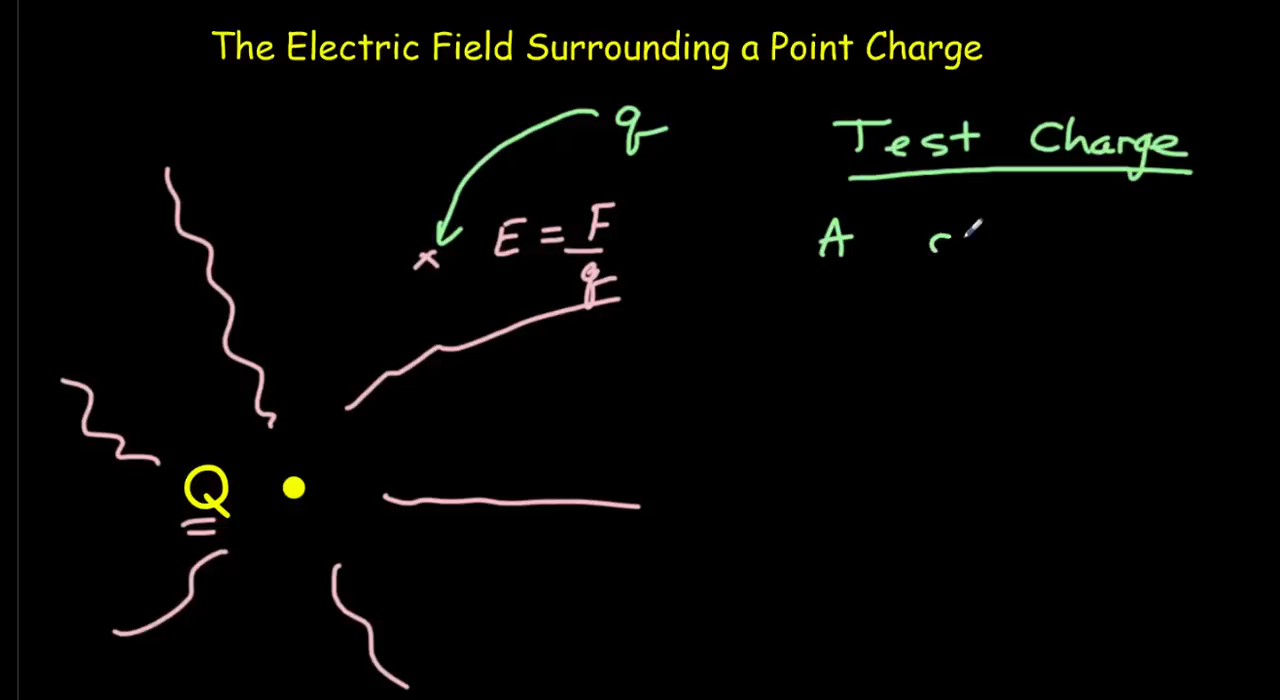 The Electric Field Surrounding a Point Charge
q
Test Charge
x E = F/q
A
Q